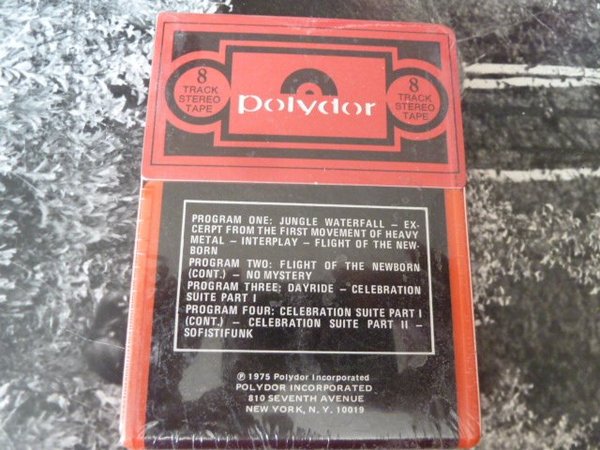 8
TRACK
STEREO
TAPE
polydor
8
TRACK
STEREO
TAPE
PROGRAM ONE: JUNGLE WATERFALL – EX-
CERPT FROM THE FIRST MOVEMENT OF HEAVY
METAL – INTERPLAY – FLIGHT OF THE NEW-
BORN
PROGRAM TWO: FLIGHT OF THE NEWBORN
(CONT.) – NO MYSTERY
PROGRAM THREE: DAYRIDE – CELEBRATION
SUITE PART I
PROGRAM FOUR: CELEBRATION SUITE PART I
(CONT.) – CELEBRATION SUITE PART II –
SOFISTIFUNK
℗ 1975 Polydor Incorporated
POLYDOR INCORPORATED
810 SEVENTH AVENUE
NEW YORK, N. Y. 10019